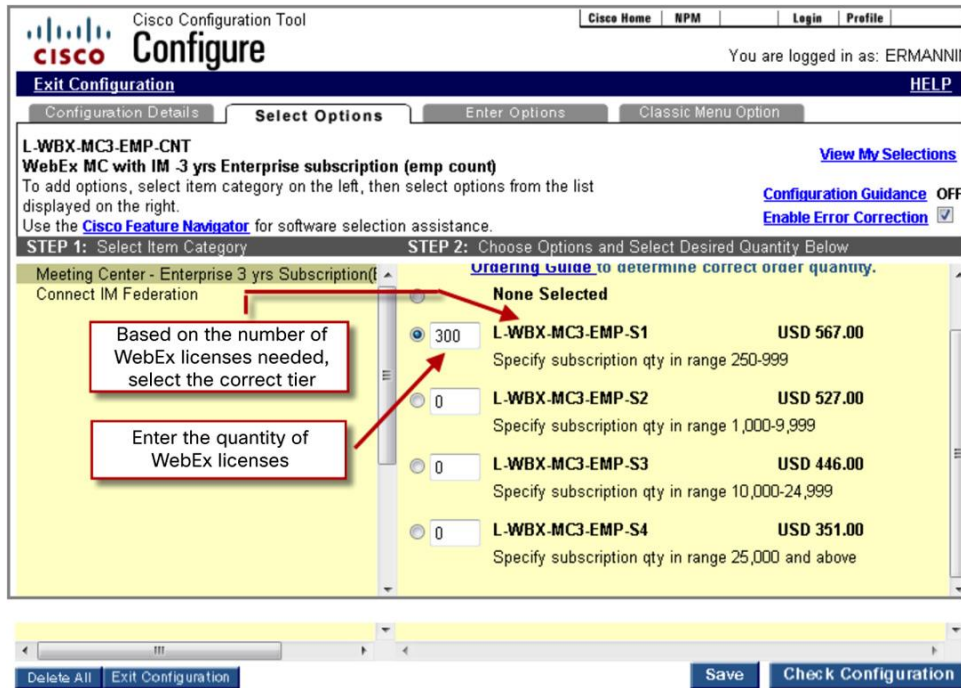 Cisco Configuration Tool
Cisco Home NPM Login Profile
CISCO
Configure
You are logged in as: ERMANNI
Exit Configuration HELP
Configuration Details Select Options Enter Options Classic Menu Option
L-WBX-MC3-EMP-CNT
WebEx MC with IM -3 yrs Enterprise subscription (emp count)
View My Selections
To add options, select item category on the left, then select options from the list
displayed on the right.
Configuration Guidance OFF
Use the Cisco Feature Navigator for software selection assistance.
Enable Error Correction
STEP 1: Select Item Category
STEP 2: Choose Options and Select Desired Quantity Below
Meeting Center - Enterprise 3 yrs Subscription(E
Connect IM Federation
Based on the number of
WebEx licenses needed,
select the correct tier
Enter the quantity of
WebEx licenses
Ordering Guide to determine correct order quantity.
None Selected
300 L-WBX-MC3-EMP-S1 USD 567.00
Specify subscription qty in range 250-999
0 L-WBX-MC3-EMP-S2 USD 527.00
Specify subscription qty in range 1,000-9,999
0 L-WBX-MC3-EMP-S3 USD 446.00
Specify subscription qty in range 10,000-24,999
0 L-WBX-MC3-EMP-S4 USD 351.00
Specify subscription qty in range 25,000 and above
Delete All Exit Configuration Save Check Configuration